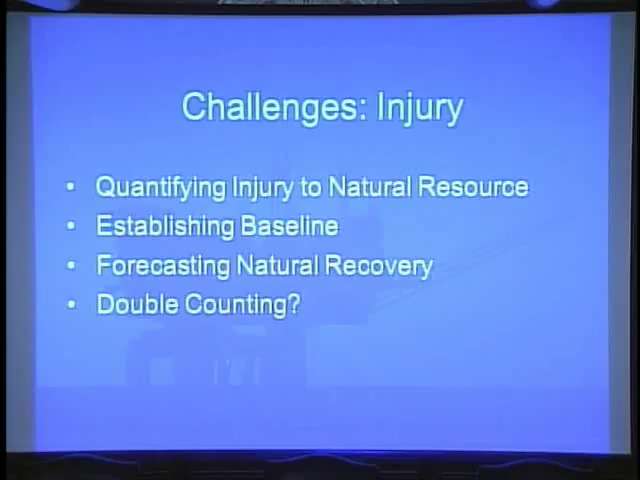 Challenges: Injury
• Quantifying Injury to Natural Resource
• Establishing Baseline
• Forecasting Natural Recovery
• Double Counting?